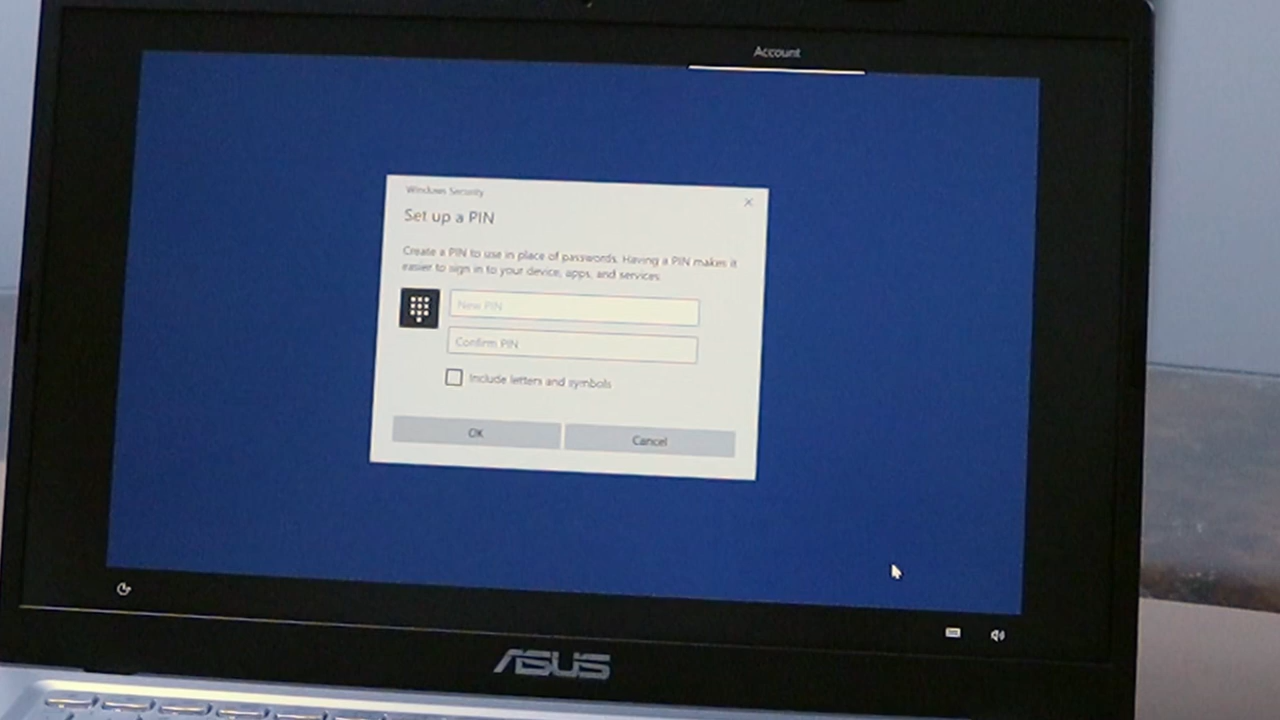 Account
Windows Security
Set up a PIN
Create a PIN to use in place of passwords. Having a PIN makes it
easier to sign in to your device, apps, and services.
New PIN
Confirm PIN
Include letters and symbols
OK
Cancel
ASUS